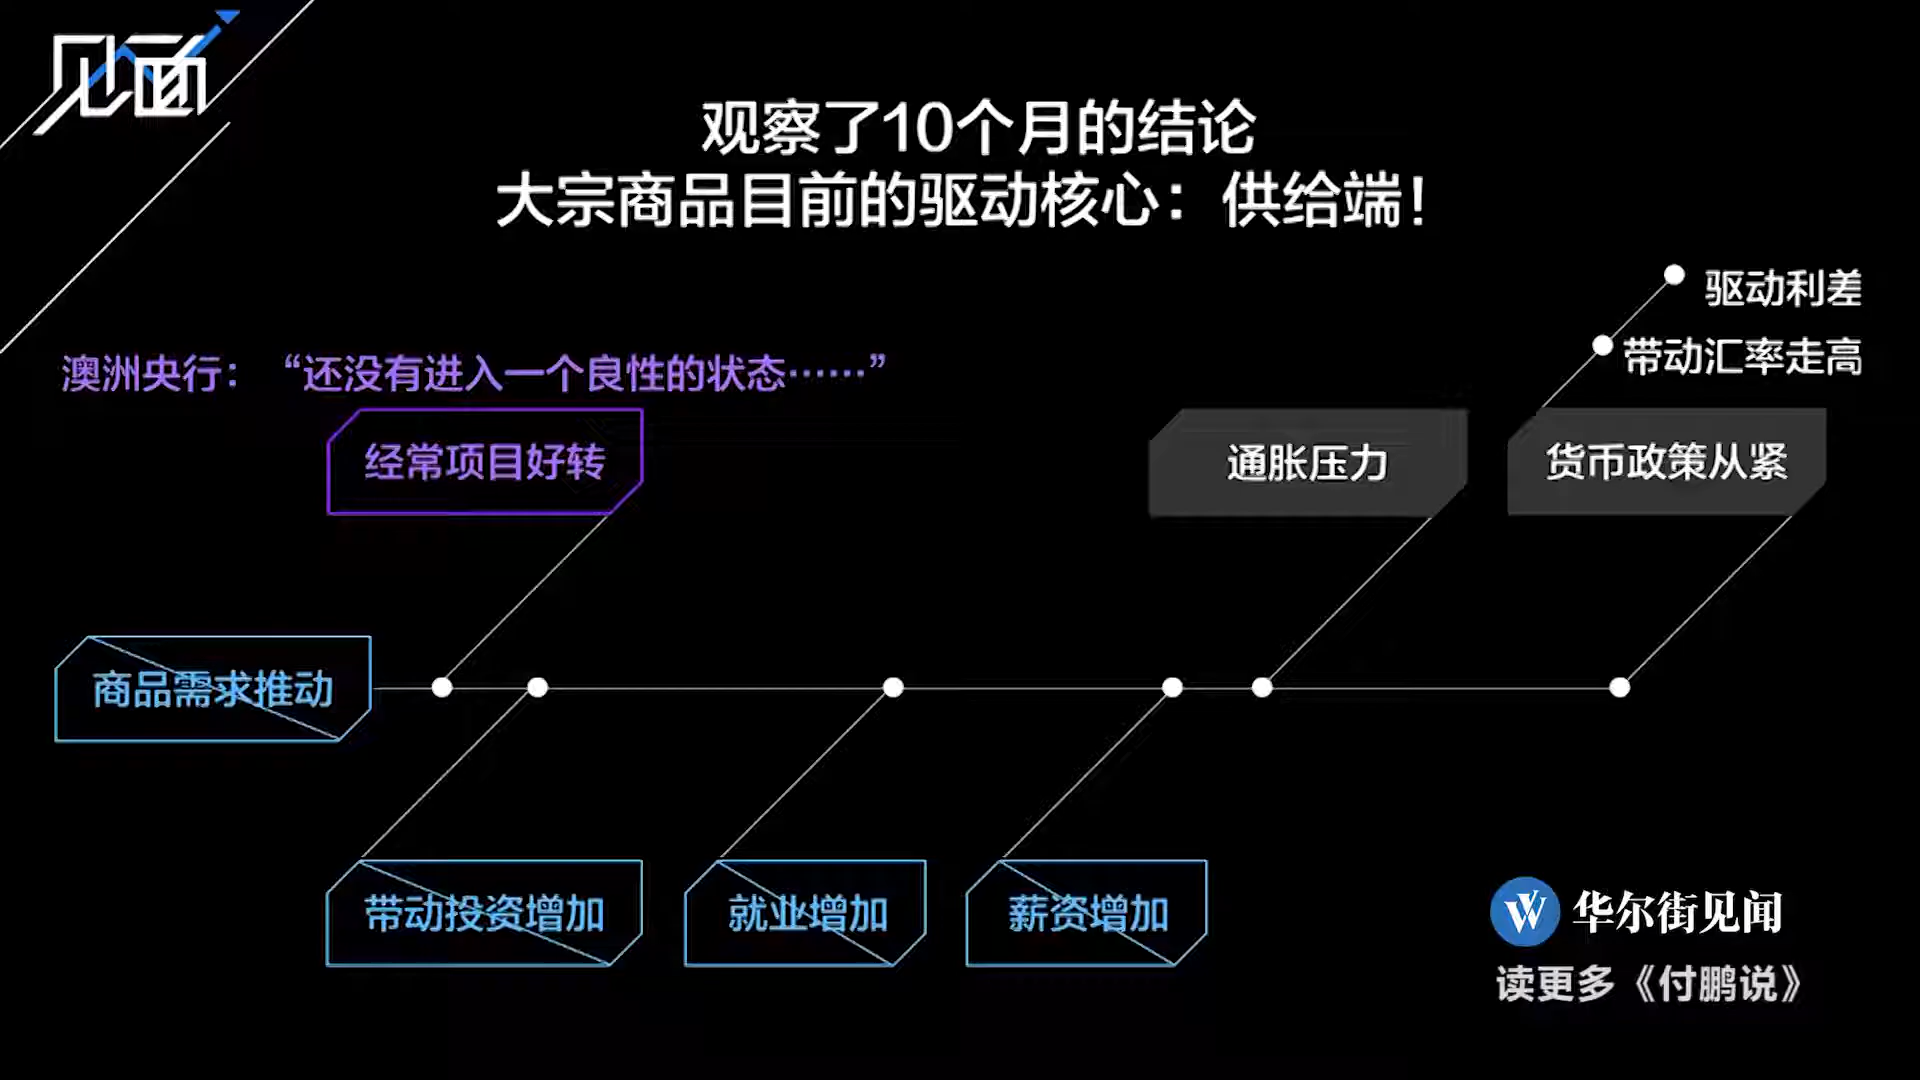 见面
观察了10个月的结论
大宗商品目前的驱动核心：供给端！
驱动利差
带动汇率走高
澳洲央行：“还没有进入一个良性的状态……”
经常项目好转
通胀压力
货币政策从紧
商品需求推动
带动投资增加
就业增加
薪资增加
W 华尔街见闻
读更多《付鹏说》